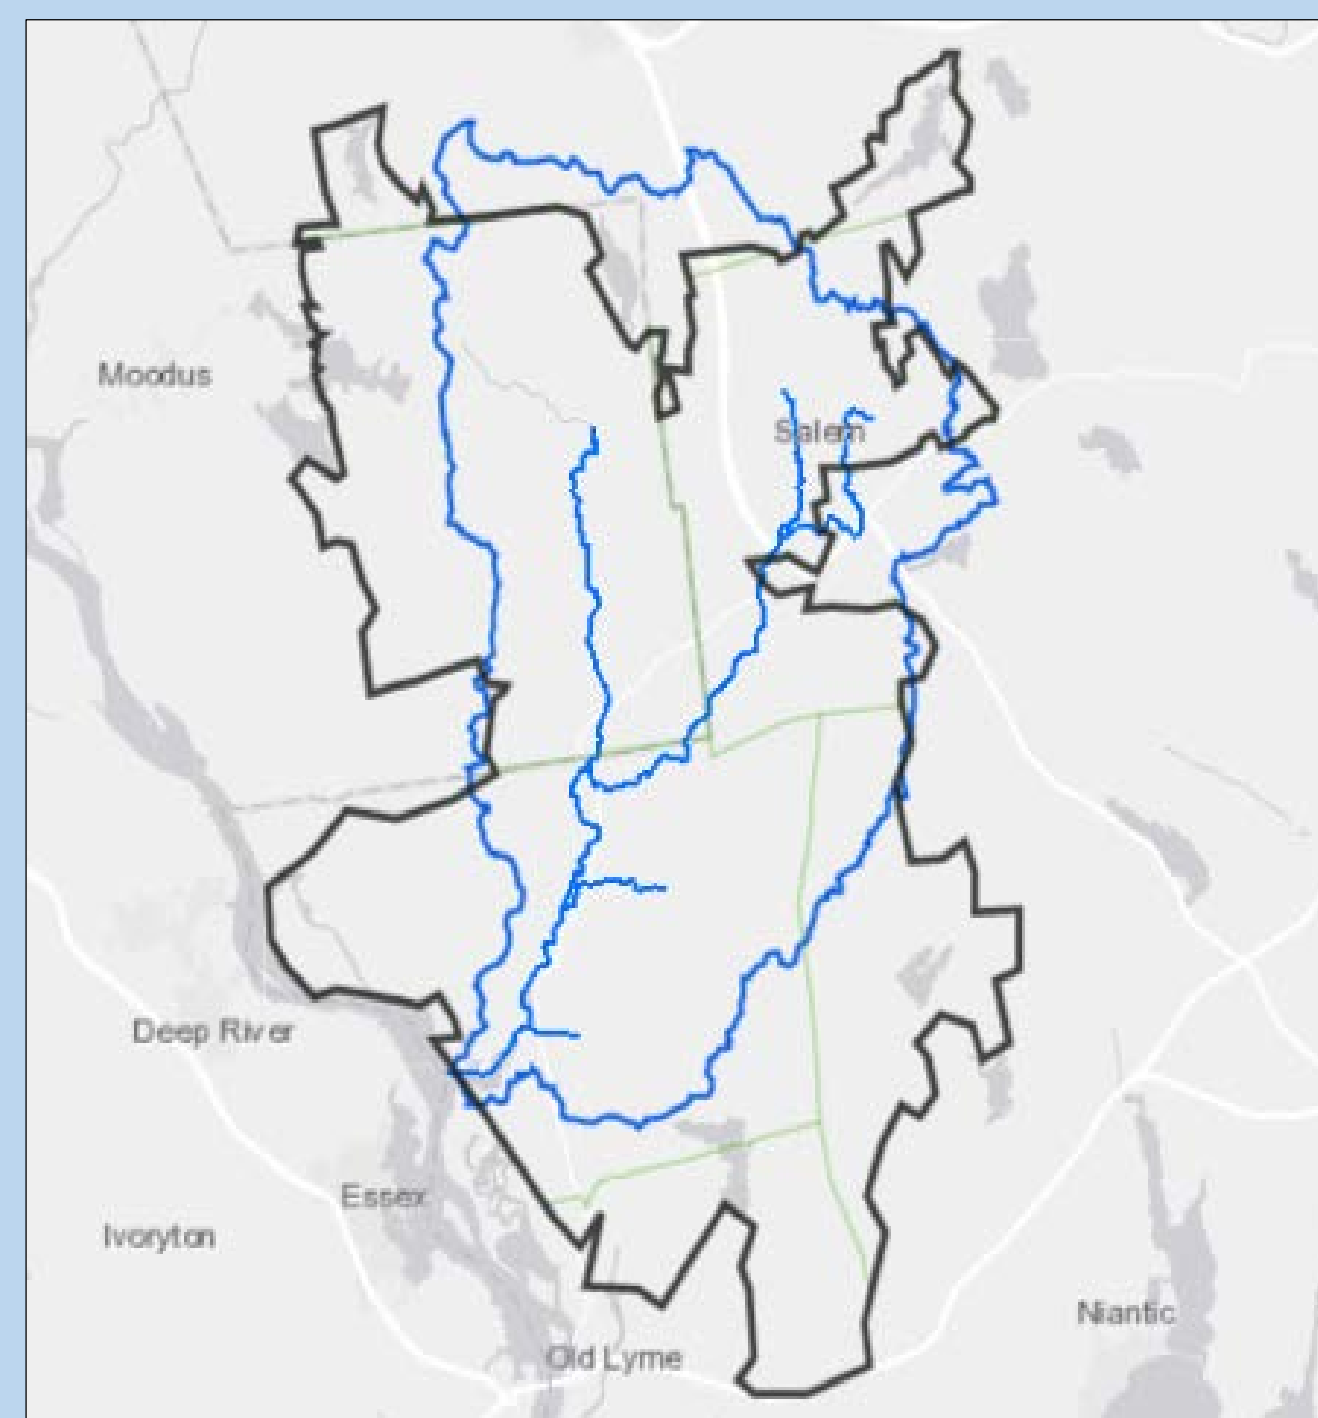 Moodus
Salem
Deep River
Essex
Ivoryton
Niantic
Old Lyme